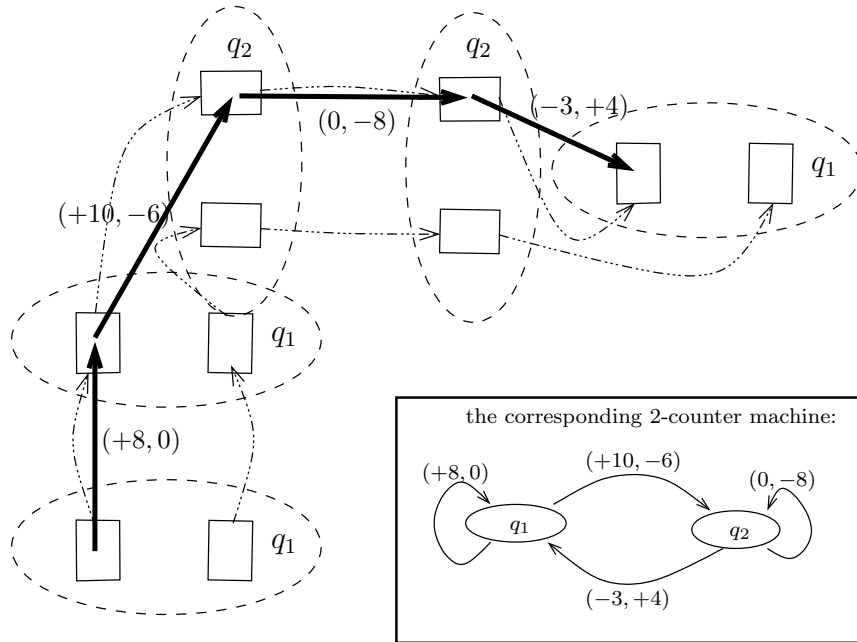 q₂
q₂
(0, −8)
(−3, +4)
q₁
(+10, −6)
q₁
(+8, 0)
q₁
the corresponding 2-counter machine:
(+8, 0)
(+10, −6)
(0, −8)
q₁
q₂
(−3, +4)